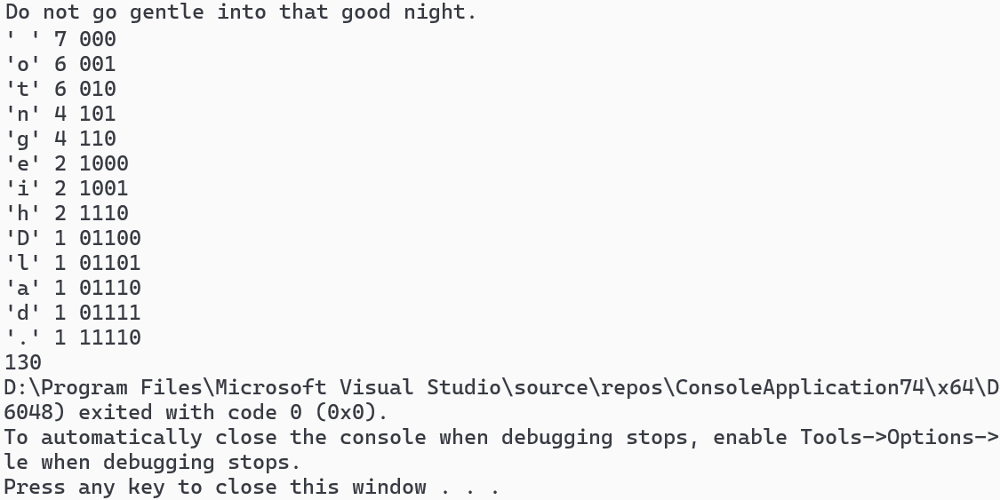 Do not go gentle into that good night.
' ' 7 000
'o' 6 001
't' 6 010
'n' 4 101
'g' 4 110
'e' 2 1000
'i' 2 1001
'h' 2 1110
'D' 1 01100
'l' 1 01101
'a' 1 01110
'd' 1 01111
'.' 1 11110
130
D:\Program Files\Microsoft Visual Studio\source\repos\ConsoleApplication74\x64\D
6048) exited with code 0 (0x0).
To automatically close the console when debugging stops, enable Tools->Options->
le when debugging stops.
Press any key to close this window . . .